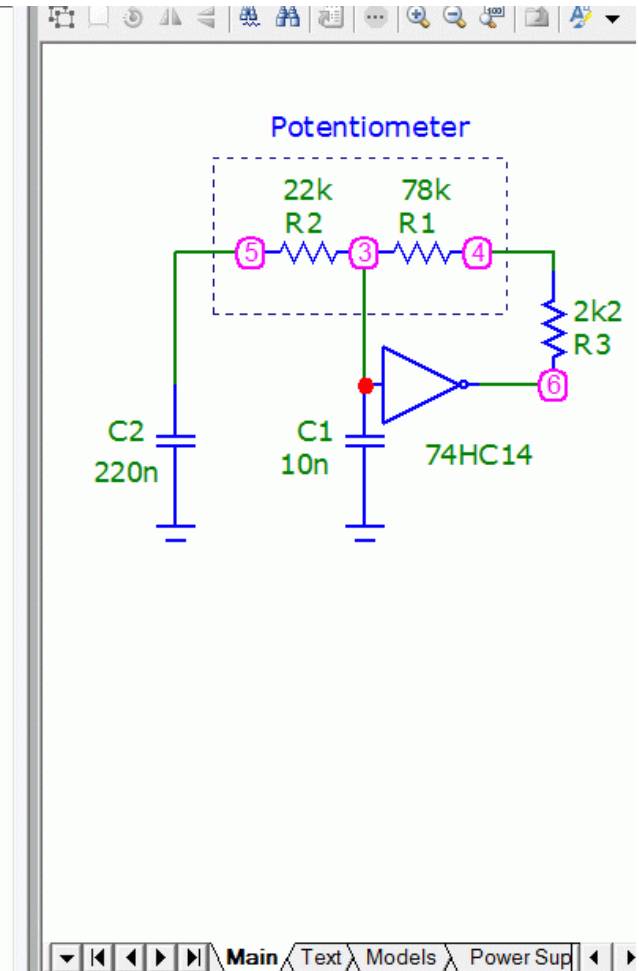 100
A
Potentiometer
22k 78k
R2 R1
5 3 4
2k2
R3
6
C2 C1
220n 10n 74HC14
Main Text Models Power Sup